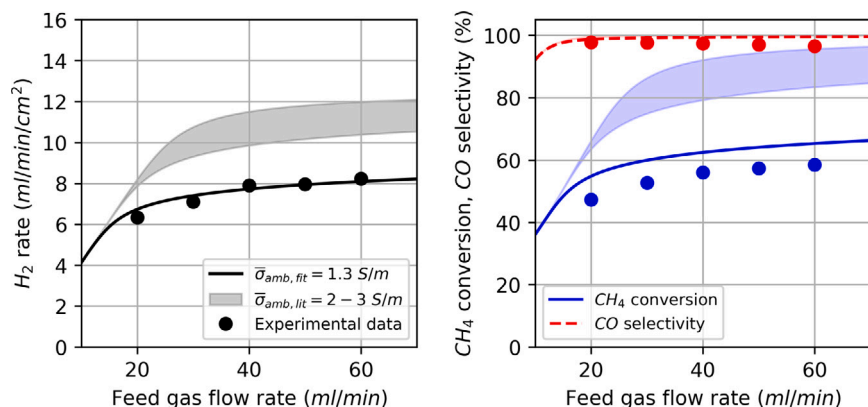 H₂ rate (ml/min/cm²)
16
14
12
10
8
6
4
2
0
σ̅amb, fit = 1.3 S/m
σ̅amb, lit = 2 − 3 S/m
Experimental data
20
40
60
Feed gas flow rate (ml/min)
CH₄ conversion, CO selectivity (%)
100
80
60
40
20
0
CH₄ conversion
CO selectivity
20
40
60
Feed gas flow rate (ml/min)